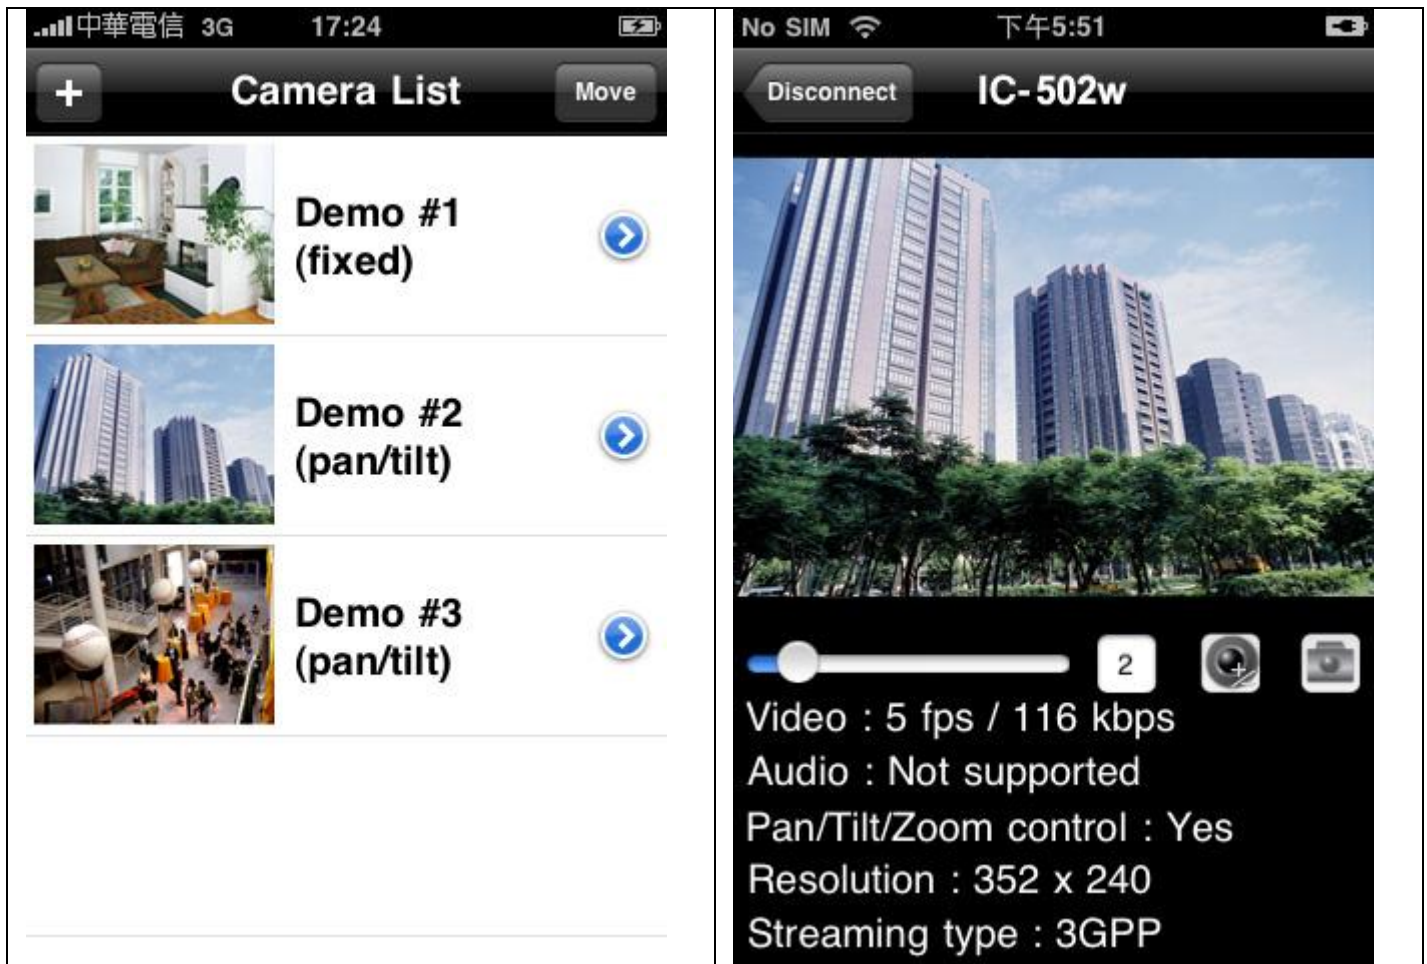 中華電信 3G 17:24
+ Camera List Move
Demo #1
(fixed)
Demo #2
(pan/tilt)
Demo #3
(pan/tilt)
No SIM 下午5:51
Disconnect IC-502w
2
Video : 5 fps / 116 kbps
Audio : Not supported
Pan/Tilt/Zoom control : Yes
Resolution : 352 x 240
Streaming type : 3GPP